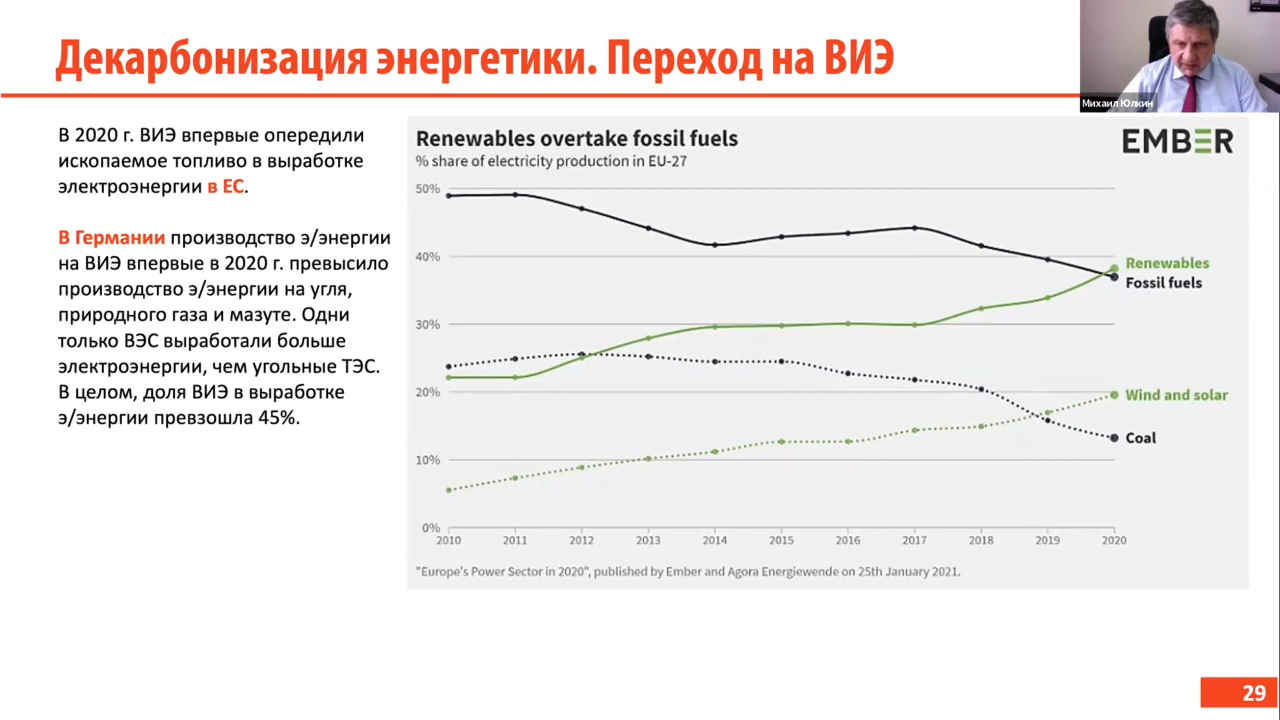 Декарбонизация энергетики. Переход на ВИЭ
Михаил Юлкин
В 2020 г. ВИЭ впервые опередили
ископаемое топливо в выработке
электроэнергии в ЕС.
В Германии производство э/энергии
на ВИЭ впервые в 2020 г. превысило
производство э/энергии на угля,
природного газа и мазуте. Одни
только ВЭС выработали больше
электроэнергии, чем угольные ТЭС.
В целом, доля ВИЭ в выработке
э/энергии превзошла 45%.
Renewables overtake fossil fuels
% share of electricity production in EU-27
EMBER
50%
40%
30%
20%
10%
0%
Renewables
Fossil fuels
Wind and solar
Coal
2010 2011 2012 2013 2014 2015 2016 2017 2018 2019 2020
"Europe's Power Sector in 2020", published by Ember and Agora Energiewende on 25th January 2021.
29